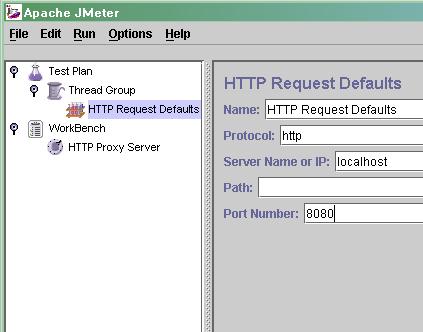 Apache JMeter
File Edit Run Options Help
Test Plan
Thread Group
HTTP Request Defaults
WorkBench
HTTP Proxy Server
HTTP Request Defaults
Name: HTTP Request Defaults
Protocol: http
Server Name or IP: localhost
Path:
Port Number: 8080